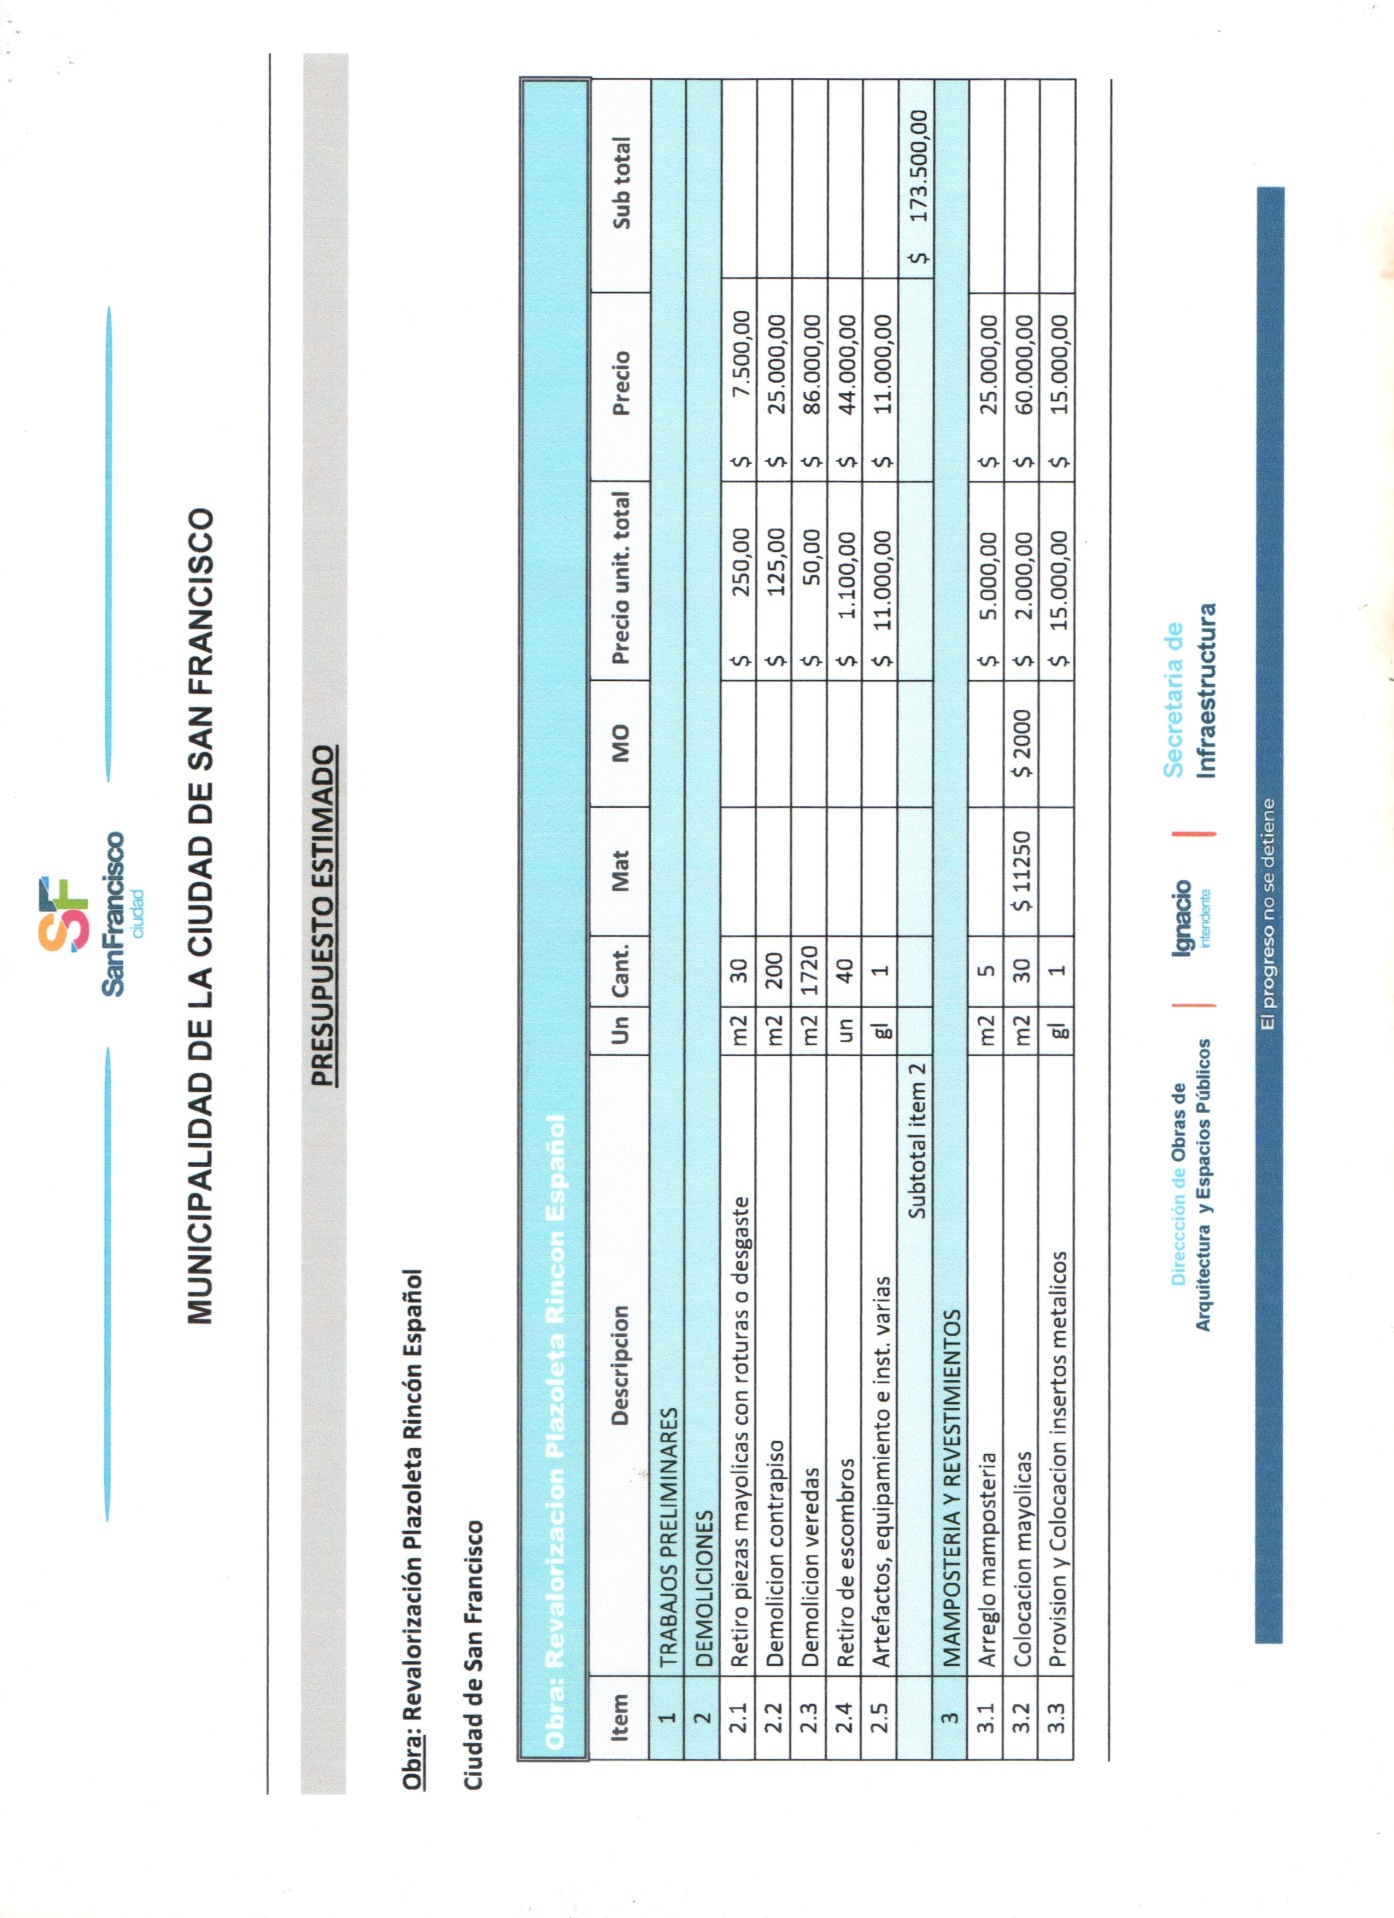 SF
SanFrancisco
ciudad
MUNICIPALIDAD DE LA CIUDAD DE SAN FRANCISCO
PRESUPUESTO ESTIMADO
Obra: Revalorización Plazoleta Rincón Español
Ciudad de San Francisco
Obra: Revalorizacion Plazoleta Rincon Español
Item Descripcion Un Cant. Mat MO Precio unit. total Precio Sub total
1 TRABAJOS PRELIMINARES
2 DEMOLICIONES
2.1 Retiro piezas mayolicas con roturas o desgaste m2 30 $ 250,00 $ 7.500,00
2.2 Demolicion contrapiso m2 200 $ 125,00 $ 25.000,00
2.3 Demolicion veredas m2 1720 $ 50,00 $ 86.000,00
2.4 Retiro de escombros un 40 $ 1.100,00 $ 44.000,00
2.5 Artefactos, equipamiento e inst. varias gl 1 $ 11.000,00 $ 11.000,00
Subtotal item 2 $ 173.500,00
3 MAMPOSTERIA Y REVESTIMIENTOS
3.1 Arreglo mamposteria m2 5 $ 5.000,00 $ 25.000,00
3.2 Colocacion mayolicas m2 30 $ 11250 $ 2000 $ 2.000,00 $ 60.000,00
3.3 Provision y Colocacion insertos metalicos gl 1 $ 15.000,00 $ 15.000,00
Direccción de Obras de
Arquitectura y Espacios Públicos
Ignacio
intendente
Secretaria de
Infraestructura
El progreso no se detiene